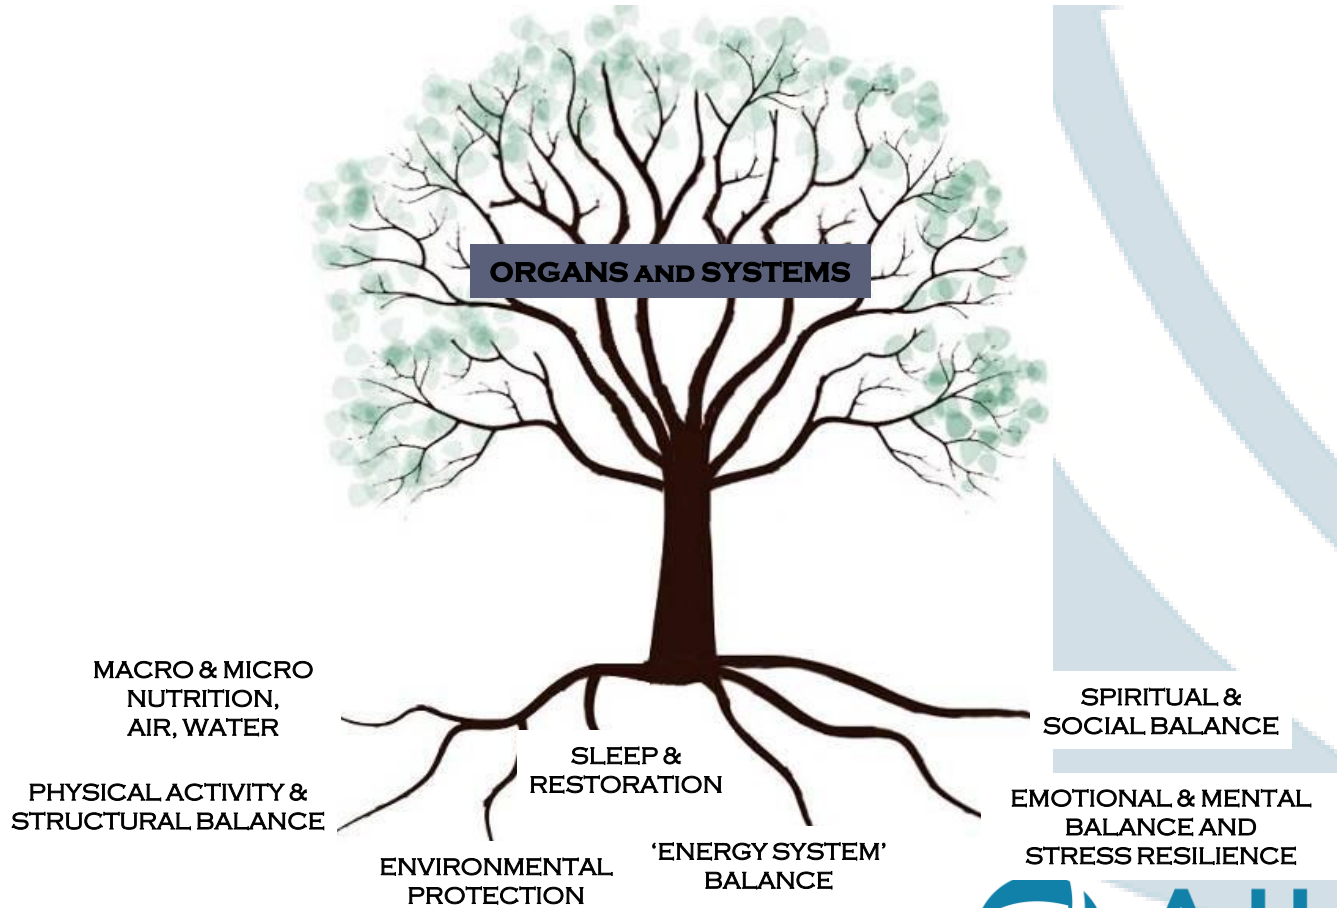 ORGANS AND SYSTEMS
MACRO & MICRO
NUTRITION,
AIR, WATER
PHYSICAL ACTIVITY &
STRUCTURAL BALANCE
SLEEP &
RESTORATION
ENVIRONMENTAL
PROTECTION
‘ENERGY SYSTEM’
BALANCE
SPIRITUAL &
SOCIAL BALANCE
EMOTIONAL & MENTAL
BALANCE AND
STRESS RESILIENCE